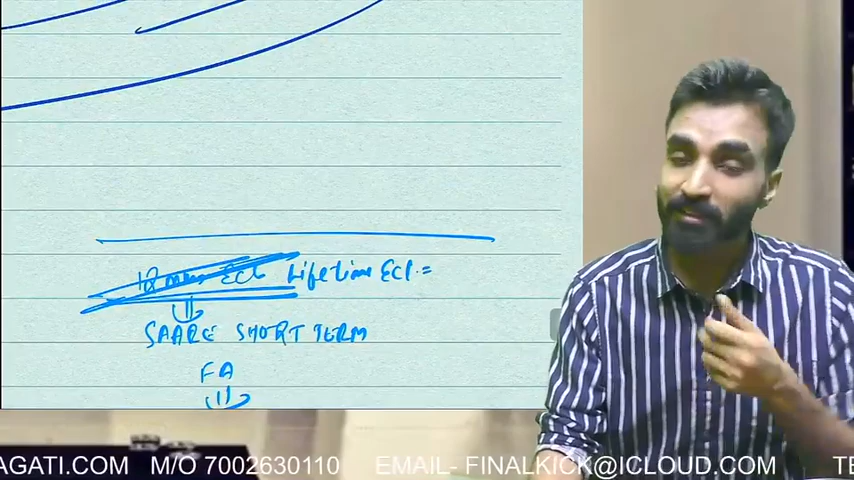 Lifetime ECL =
SAARE SHORT TERM
FA
AGATI.COM M/O 7002630110 EMAIL- FINALKICK@ICLOUD.COM TE